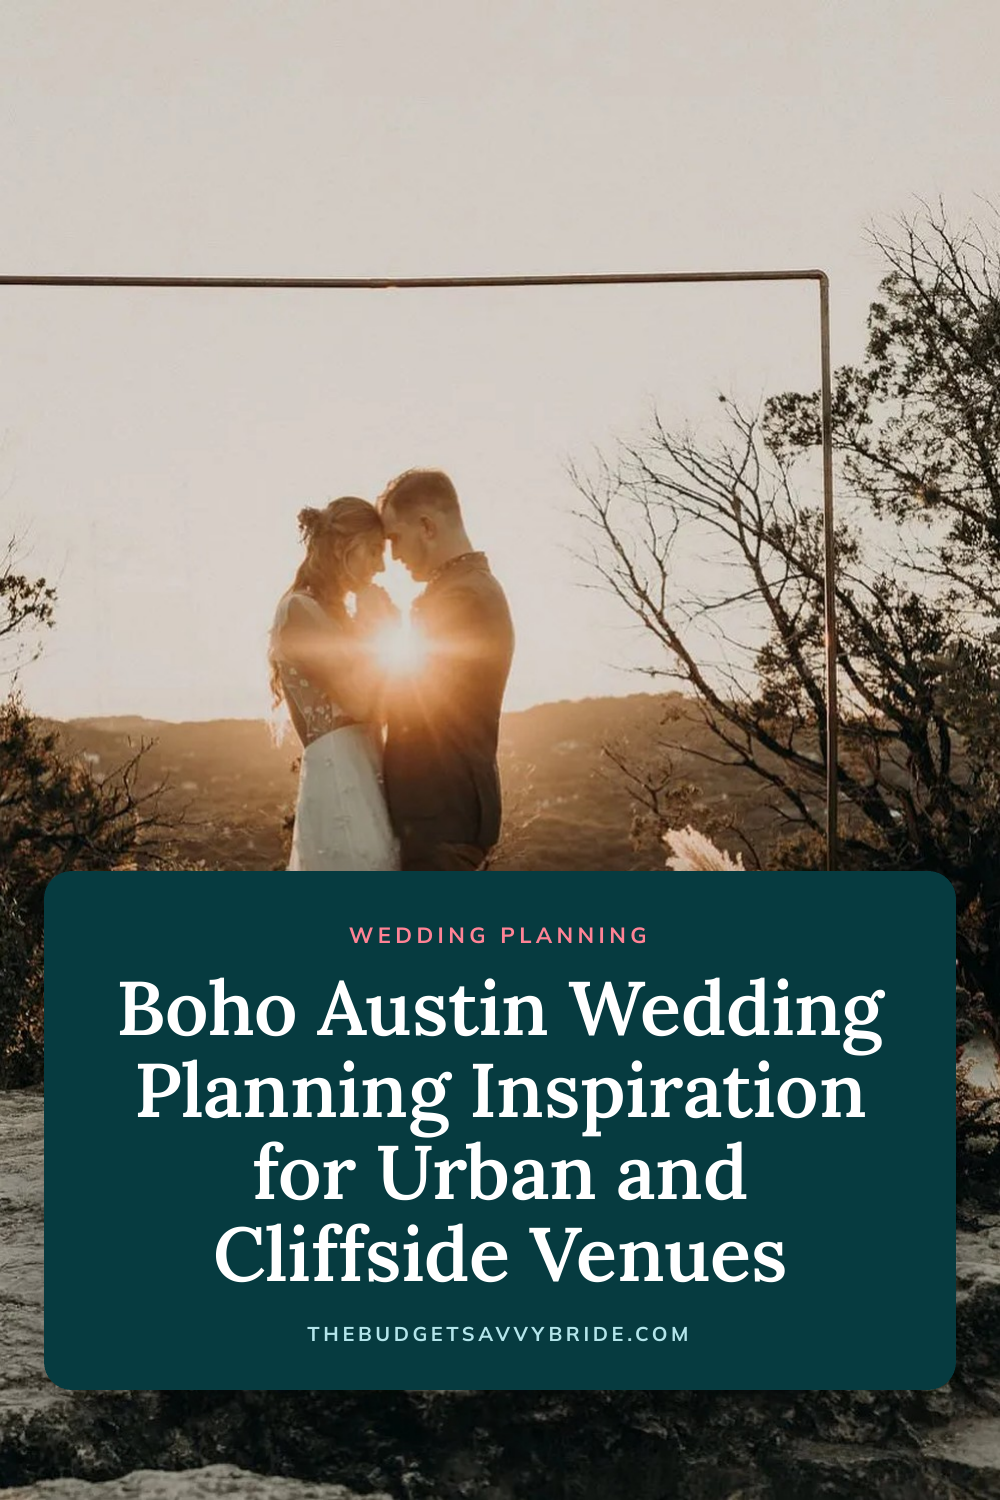 WEDDING PLANNING
Boho Austin Wedding
Planning Inspiration
for Urban and
Cliffside Venues
THEBUDGETSAVVYBRIDE.COM